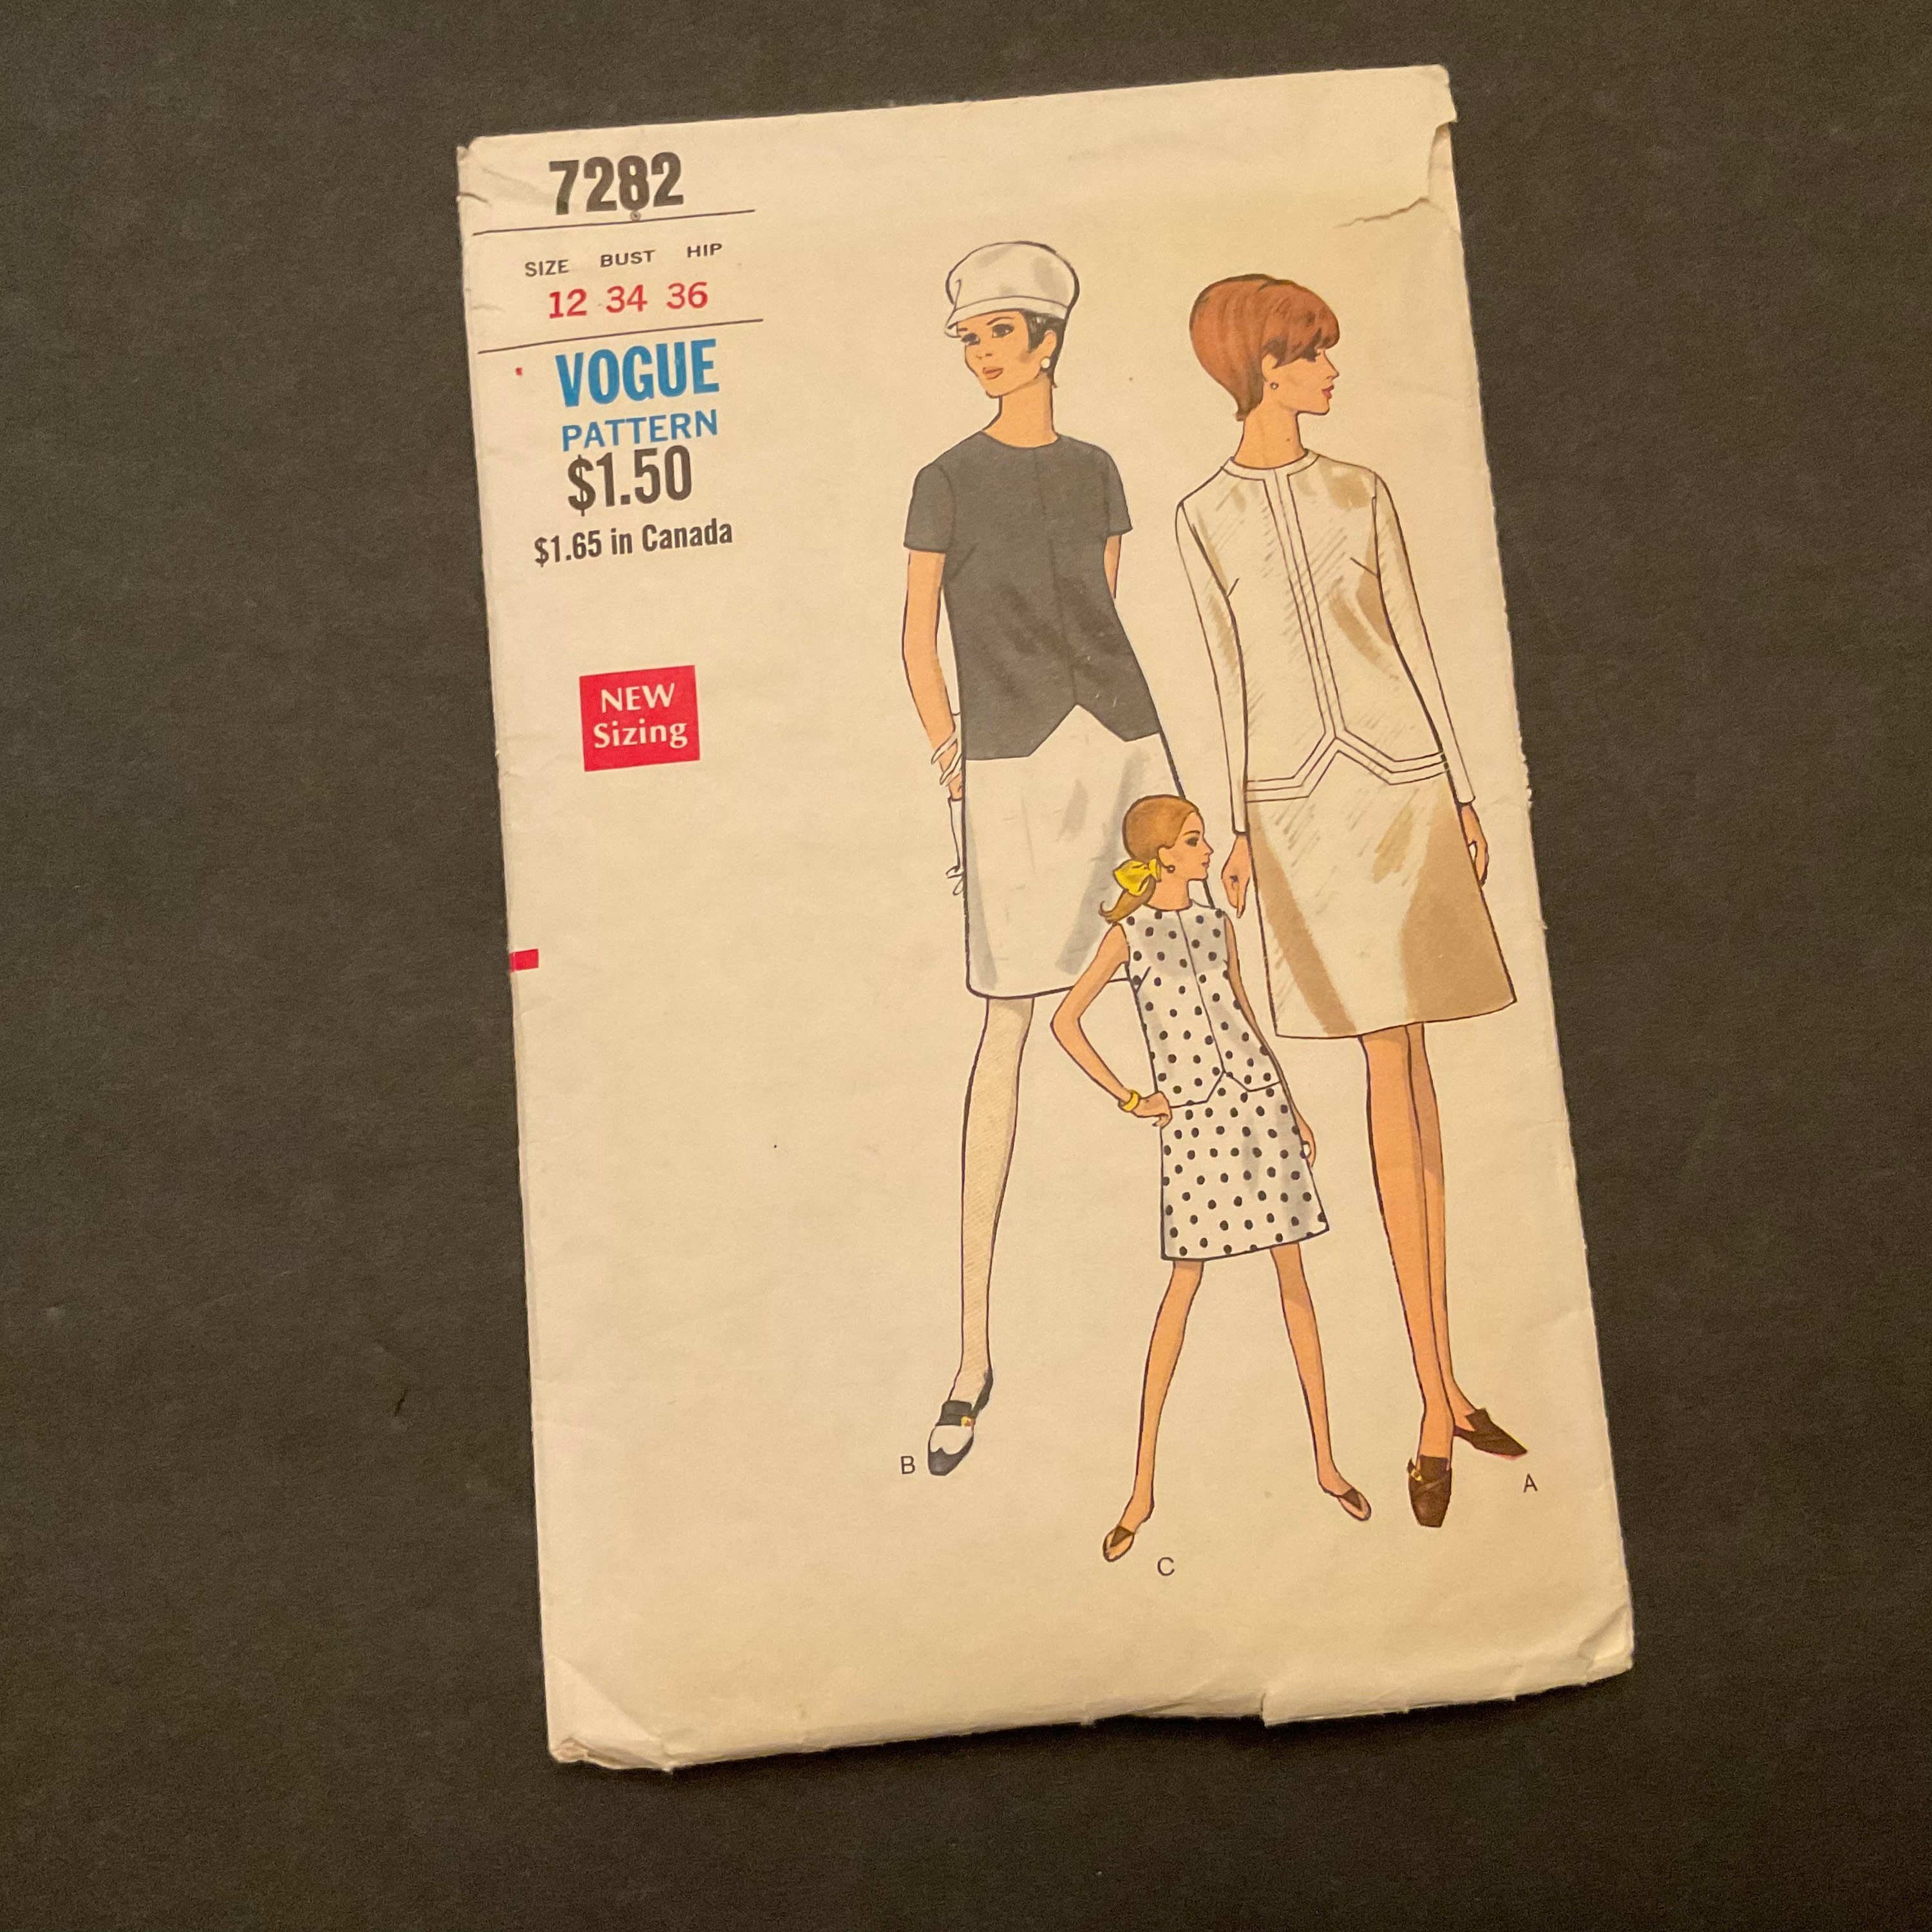 7282
SIZE BUST HIP
12 34 36
VOGUE
PATTERN
$1.50
$1.65 in Canada
NEW
Sizing
B
A
C